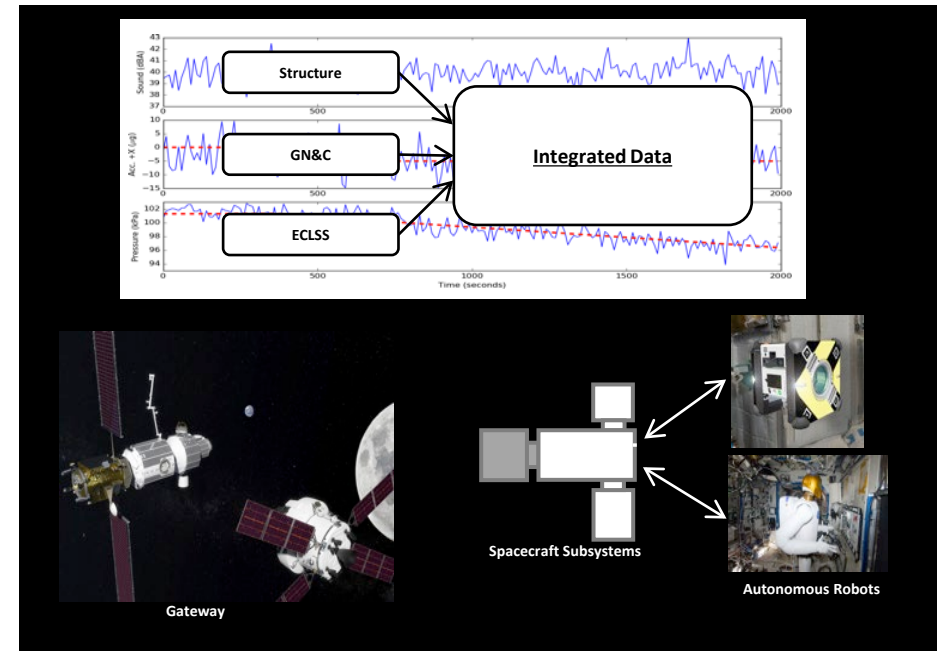 43
42
41
40
39
38
37
Sound (dBA)
Structure
500
2000
10
5
0
−5
−10
−15
Acc. +X (μg)
GN&C
0
500
2000
102
100
98
96
94
Pressure (kPa)
ECLSS
0
500
1000
1500
2000
Time (seconds)
Integrated Data
Gateway
Spacecraft Subsystems
Autonomous Robots